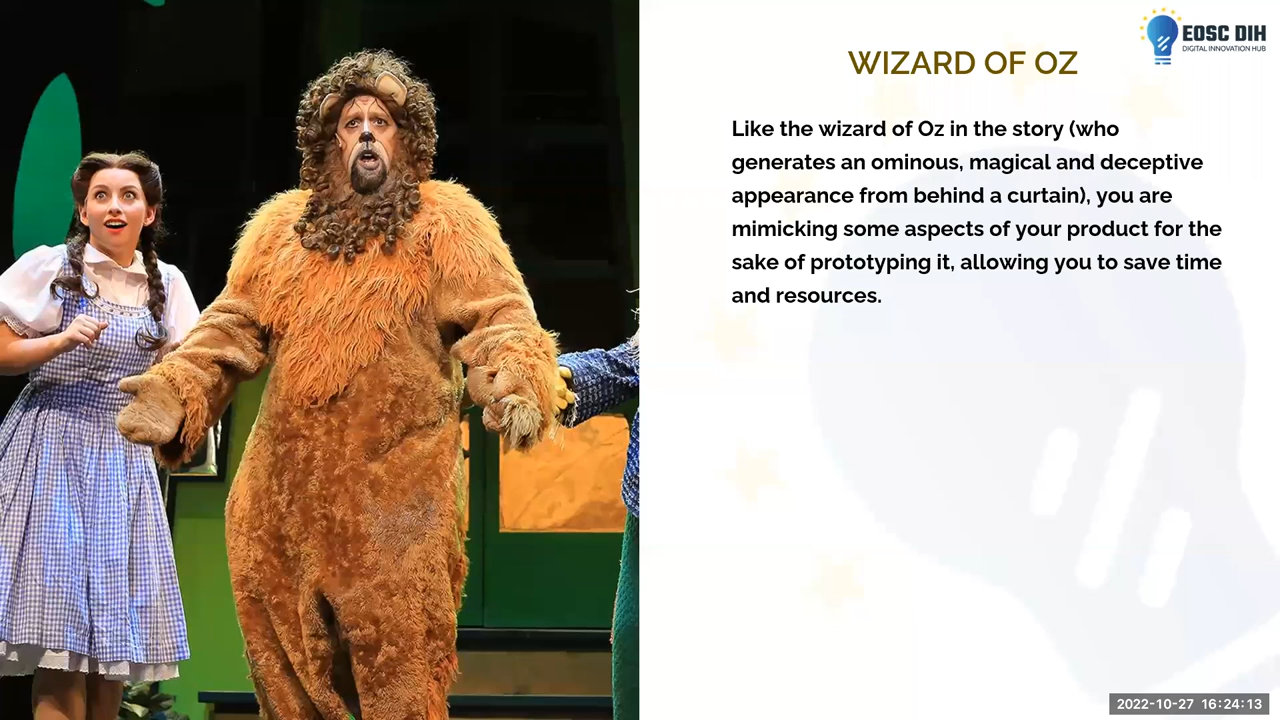 EOSC DIH
DIGITAL INNOVATION HUB
WIZARD OF OZ
Like the wizard of Oz in the story (who
generates an ominous, magical and deceptive
appearance from behind a curtain), you are
mimicking some aspects of your product for the
sake of prototyping it, allowing you to save time
and resources.
2022-10-27 16:24:13